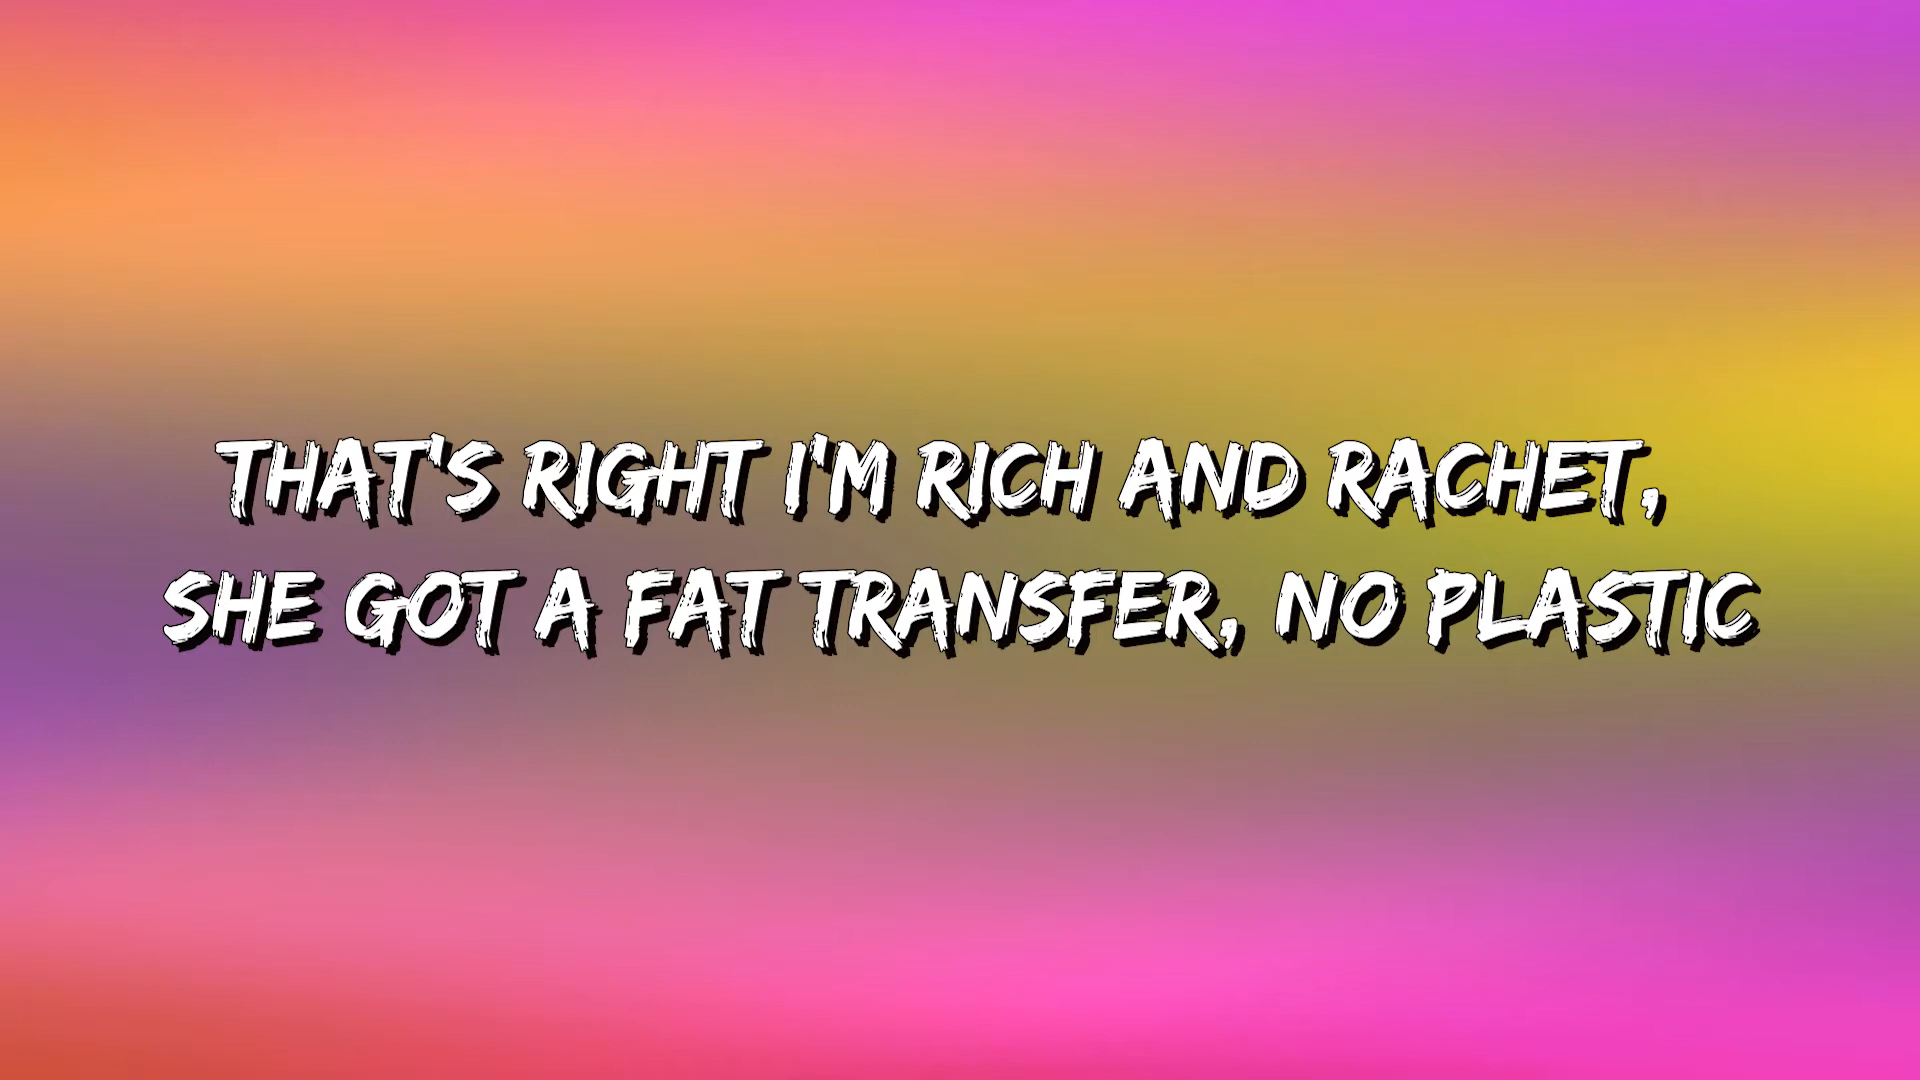 THAT'S RIGHT I'M RICH AND RACHET,
SHE GOT A FAT TRANSFER, NO PLASTIC